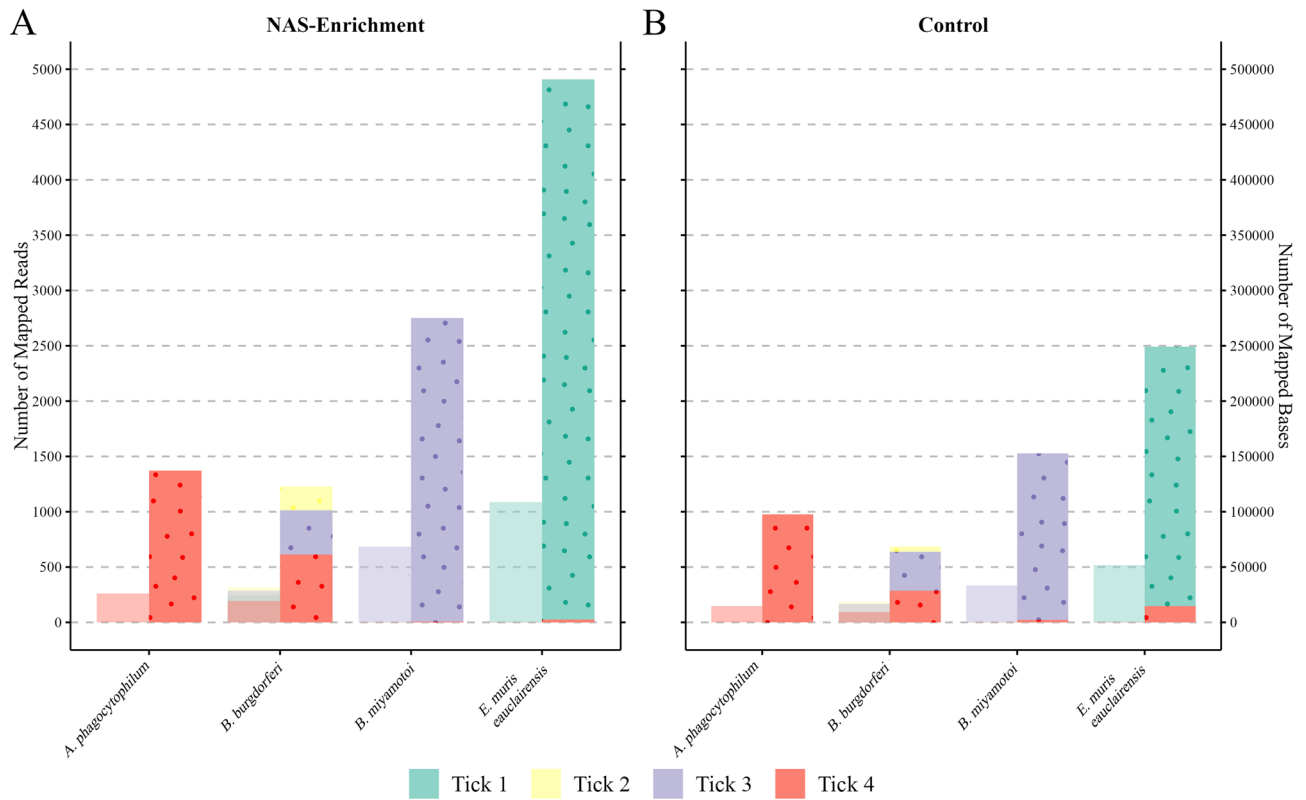 A
NAS-Enrichment
B
Control
Number of Mapped Reads
5000
4500
4000
3500
3000
2500
2000
1500
1000
500
0
500000
450000
400000
350000
300000
250000
200000
150000
100000
50000
0
Number of Mapped Bases
A. phagocytophilum
B. burgdorferi
B. miyamotoi
E. muris
eauclairensis
A. phagocytophilum
B. burgdorferi
B. miyamotoi
E. muris
eauclairensis
Tick 1
Tick 2
Tick 3
Tick 4